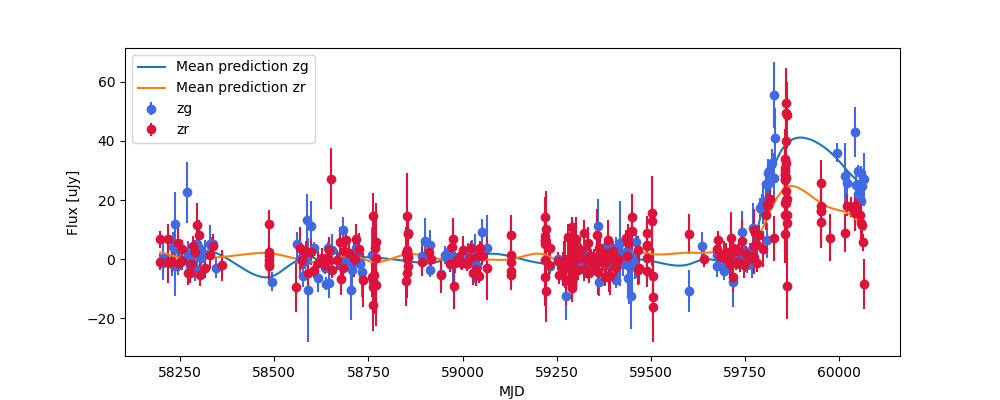 Mean prediction zg
Mean prediction zr
zg
zr
60
40
20
0
−20
Flux [uJy]
58250 58500 58750 59000 59250 59500 59750 60000
MJD